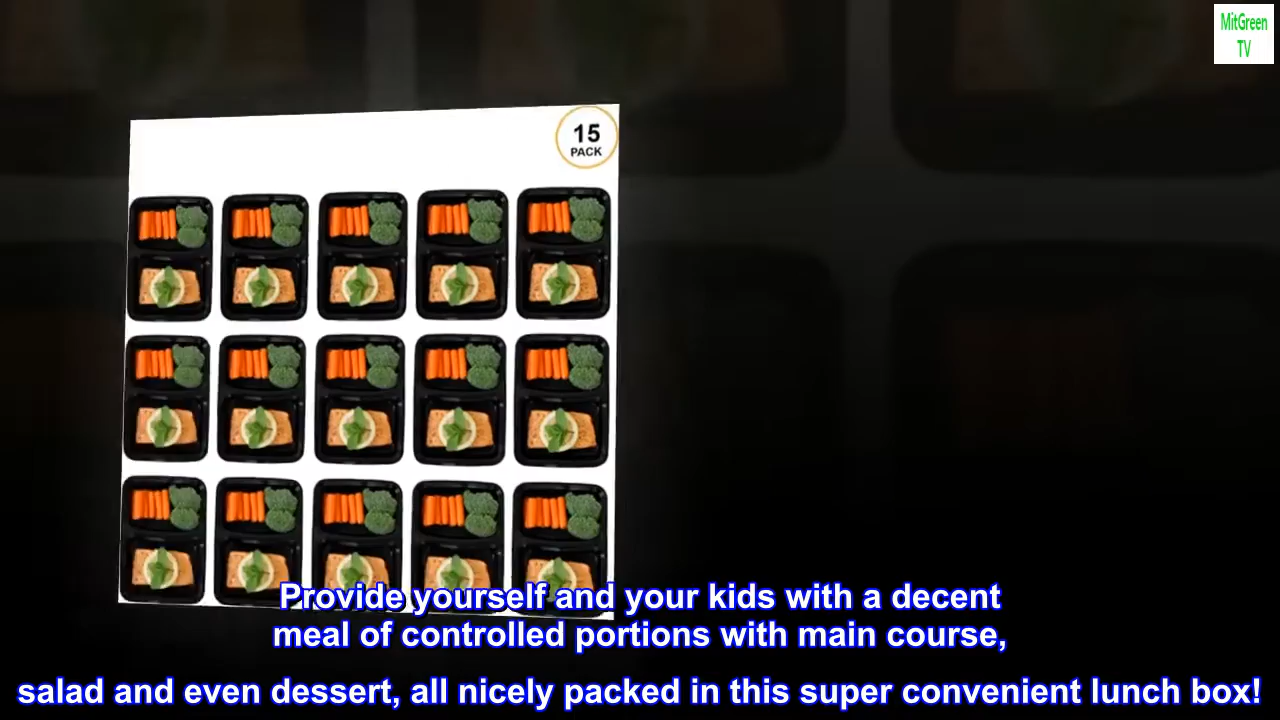 MitGreen
TV
15
PACK
Provide yourself and your kids with a decent
meal of controlled portions with main course,
salad and even dessert, all nicely packed in this super convenient lunch box!